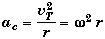 a_c = v_T^2 / r = ω^2 r